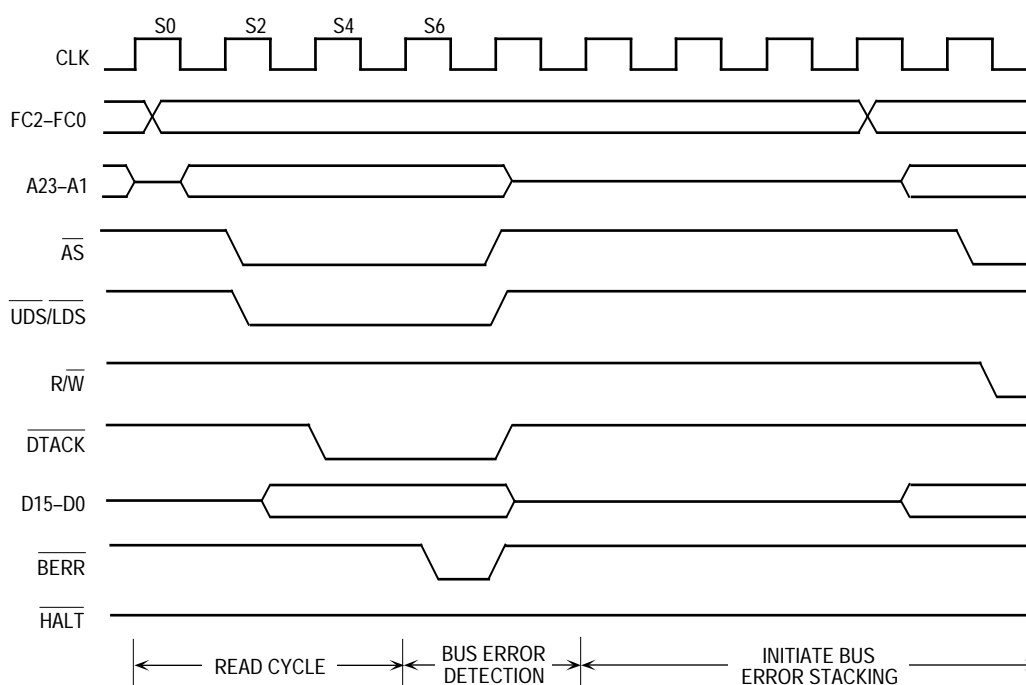 S0 S2 S4 S6
CLK
FC2–FC0
A23–A1
AS
UDS/LDS
R/W
DTACK
D15–D0
BERR
HALT
READ CYCLE
BUS ERROR
DETECTION
INITIATE BUS
ERROR STACKING